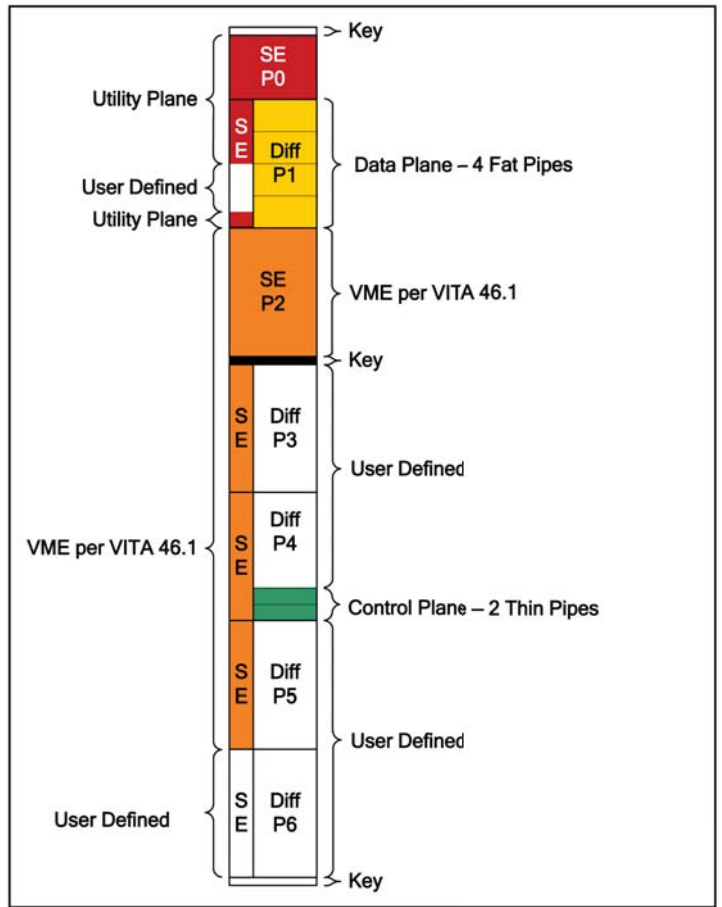 Key
SE
P0
Utility Plane
S
E
Diff
P1
Data Plane – 4 Fat Pipes
User Defined
Utility Plane
SE
P2
VME per VITA 46.1
Key
S
E
Diff
P3
User Defined
VME per VITA 46.1
S
E
Diff
P4
Control Plane – 2 Thin Pipes
S
E
Diff
P5
User Defined
User Defined
S
E
Diff
P6
Key